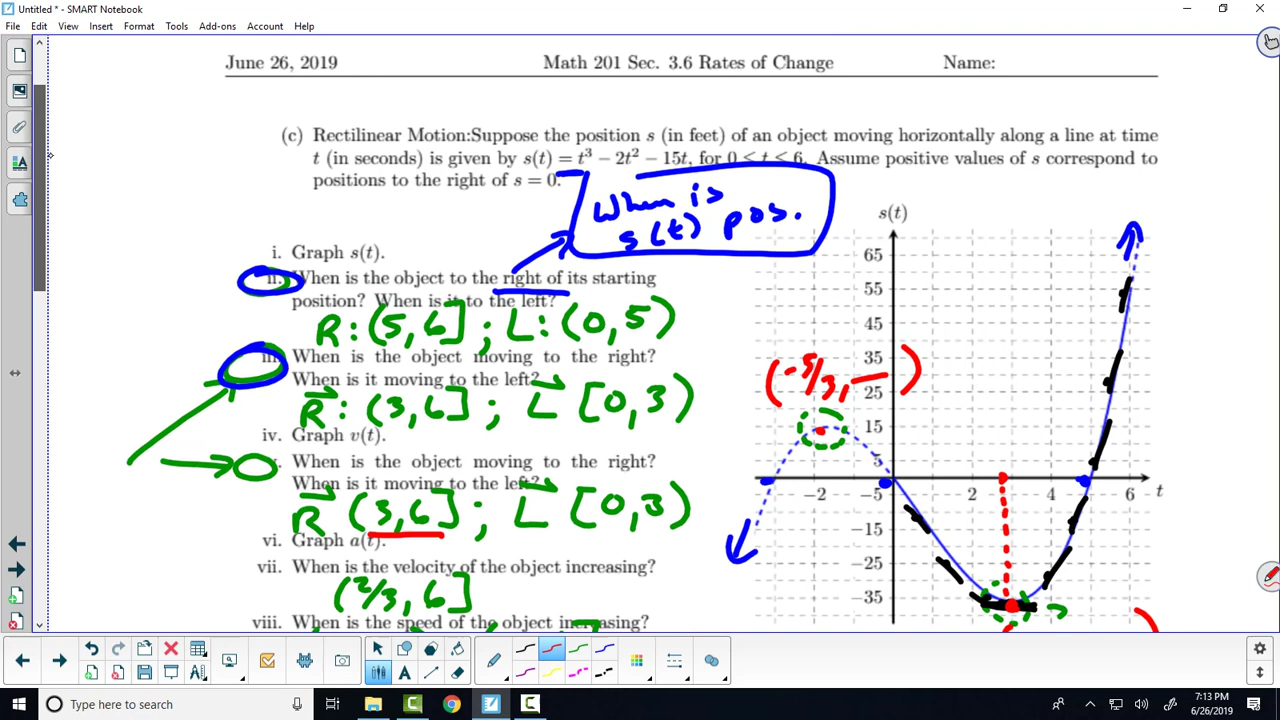 Untitled * - SMART Notebook
File Edit View Insert Format Tools Add-ons Account Help
June 26, 2019 Math 201 Sec. 3.6 Rates of Change Name:
(c) Rectilinear Motion:Suppose the position s (in feet) of an object moving horizontally along a line at time
t (in seconds) is given by s(t) = t³ − 2t² − 15t, for 0 ≤ t ≤ 6. Assume positive values of s correspond to
positions to the right of s = 0.
When is
s(t) pos.
i. Graph s(t).
ii. When is the object to the right of its starting
position? When is it to the left?
R: (5,6] ; L: (0,5)
iii. When is the object moving to the right?
When is it moving to the left?
R: (3,6] ; L [0,3)
iv. Graph v(t).
v. When is the object moving to the right?
When is it moving to the left?
R (3,6] ; L [0,3)
vi. Graph a(t).
vii. When is the velocity of the object increasing?
(2/3, 6]
viii. When is the speed of the object increasing?
s(t)
65
55
45
35
25
15
5
−5
−15
−25
−35
−2 2 4 6 t
(-5/3, —)
Type here to search
7:13 PM
6/26/2019